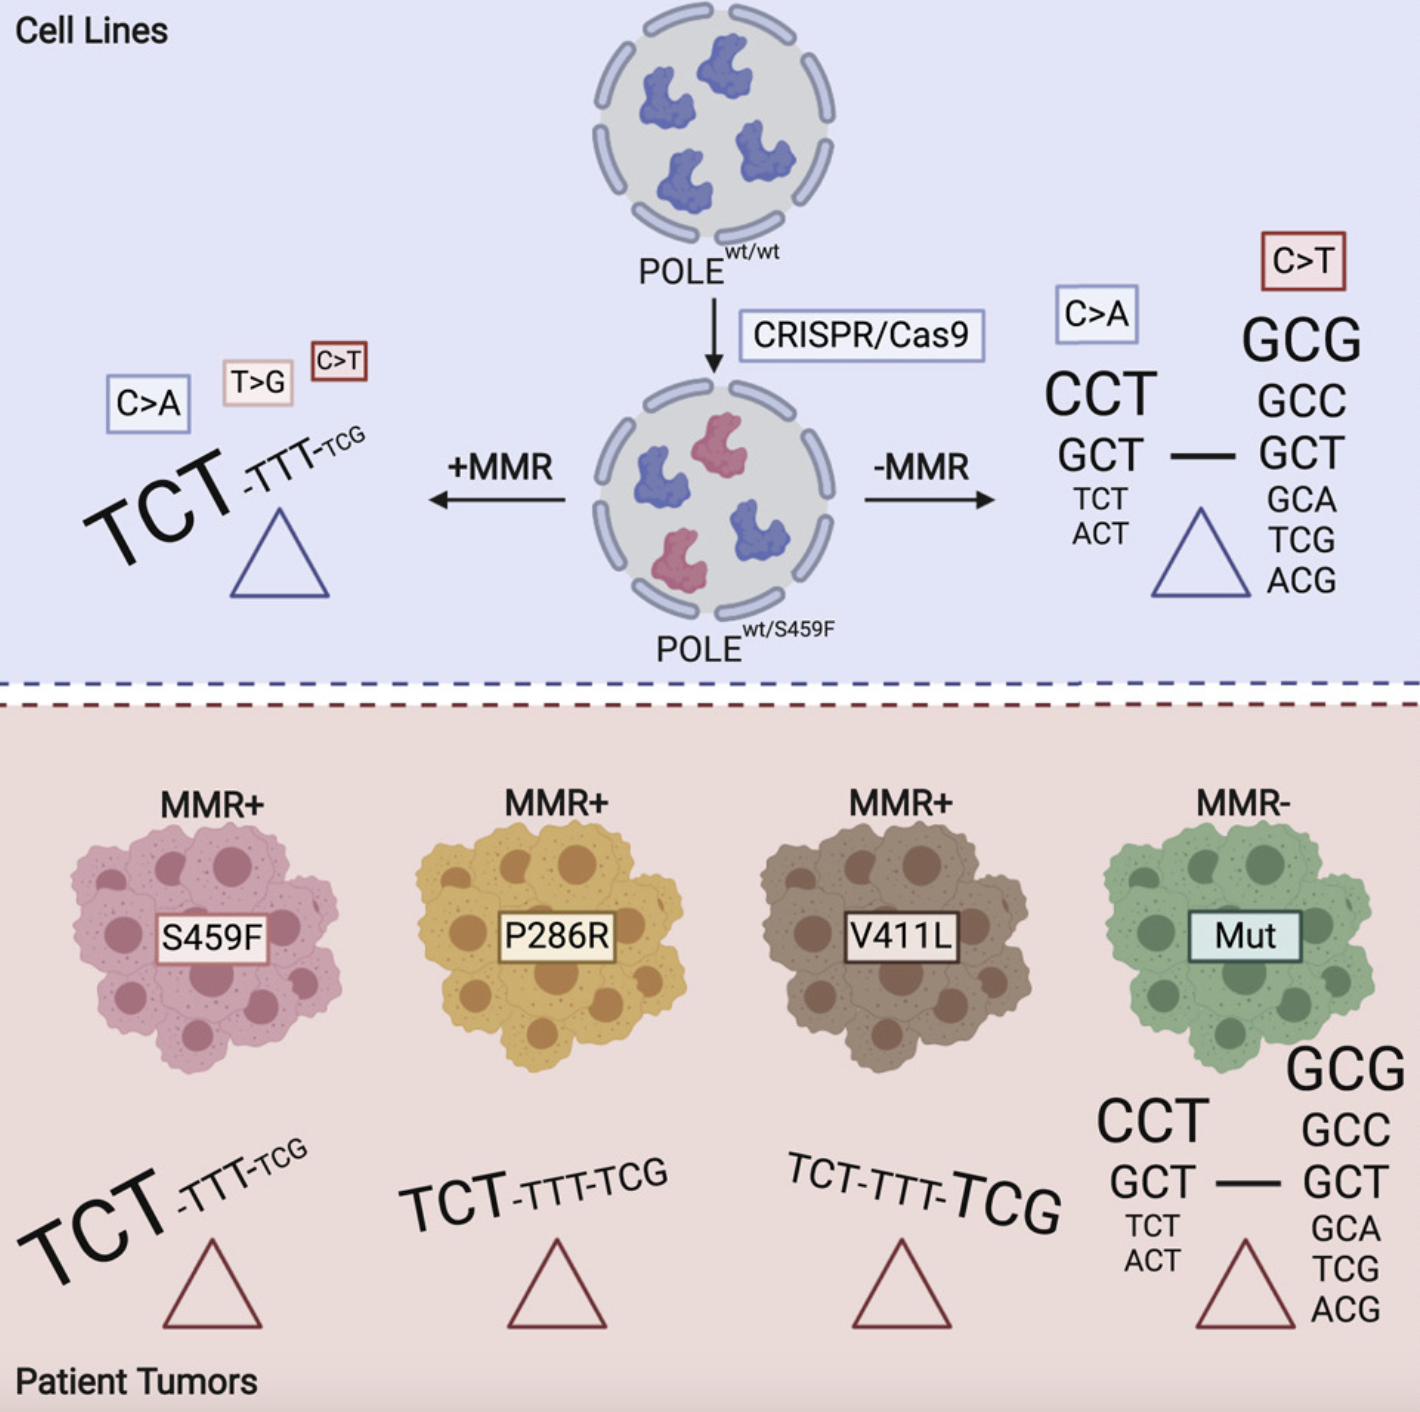 Cell Lines
POLE wt/wt
CRISPR/Cas9
C>A
T>G
C>T
TCT-TTT-TCG
+MMR
-MMR
POLE wt/S459F
C>A
CCT
GCT
TCT
ACT
C>T
GCG
GCC
GCT
GCA
TCG
ACG
MMR+
S459F
TCT-TTT-TCG
MMR+
P286R
TCT-TTT-TCG
MMR+
V411L
TCT-TTT-TCG
MMR-
Mut
CCT
GCT
TCT
ACT
GCG
GCC
GCT
GCA
TCG
ACG
Patient Tumors